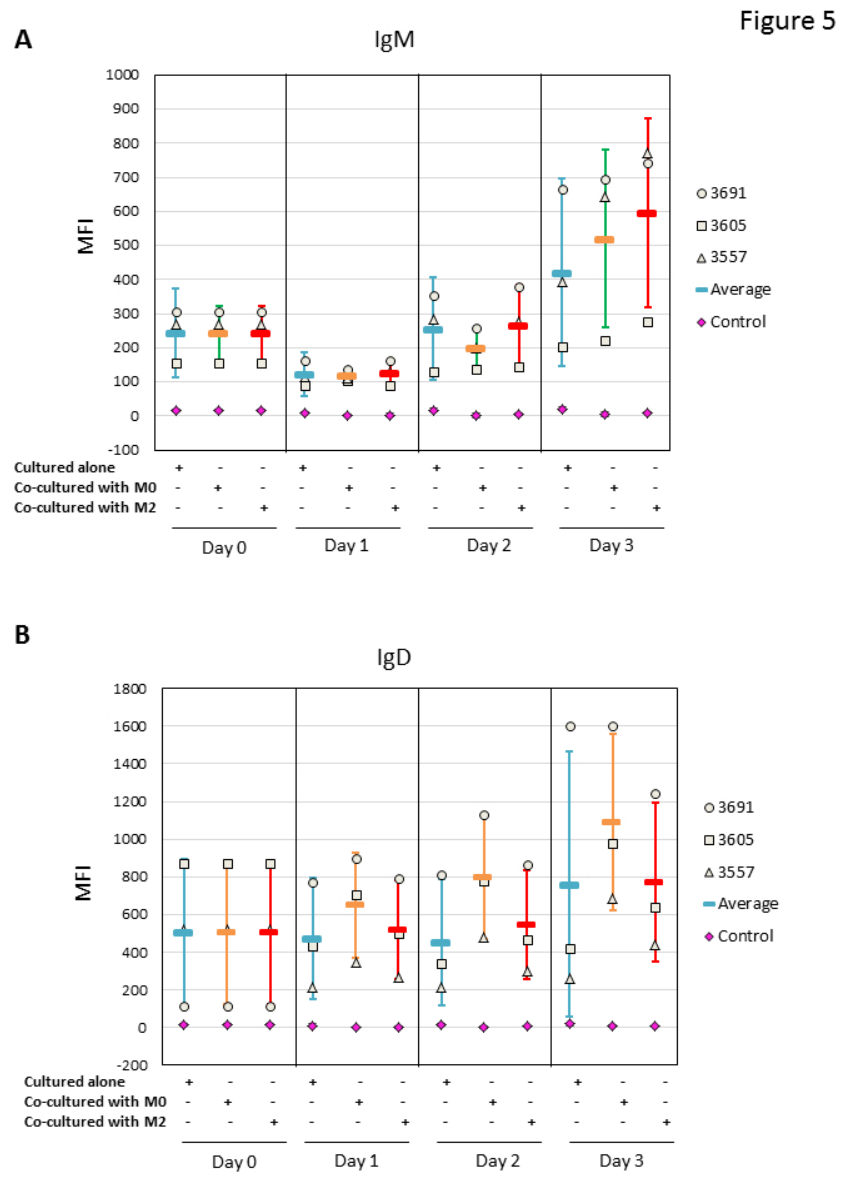 Figure 5
A
IgM
1000
900
800
700
600
500
400
300
200
100
0
-100
MFI
3691
3605
3557
Average
Control
Cultured alone + - - + - - + - - + - -
Co-cultured with M0 - + - - + - - + - - + -
Co-cultured with M2 - - + - - + - - + - - +
Day 0 Day 1 Day 2 Day 3
B
IgD
1800
1600
1400
1200
1000
800
600
400
200
0
-200
MFI
3691
3605
3557
Average
Control
Cultured alone + - - + - - + - - + - -
Co-cultured with M0 - + - - + - - + - - + -
Co-cultured with M2 - - + - - + - - + - - +
Day 0 Day 1 Day 2 Day 3